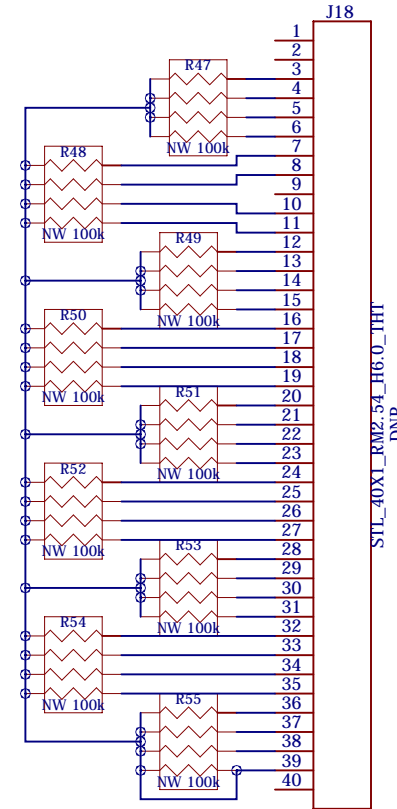 J18
1
2
R47
3
4
5
6
NW 100k
R48
7
8
9
10
11
NW 100k
R49
12
13
14
15
NW 100k
R50
16
17
18
19
NW 100k
R51
20
21
22
23
NW 100k
R52
24
25
26
27
NW 100k
R53
28
29
30
31
NW 100k
R54
32
33
34
35
NW 100k
R55
36
37
38
39
40
NW 100k
STL_40X1_RM2.54_H6.0_THT
DNP